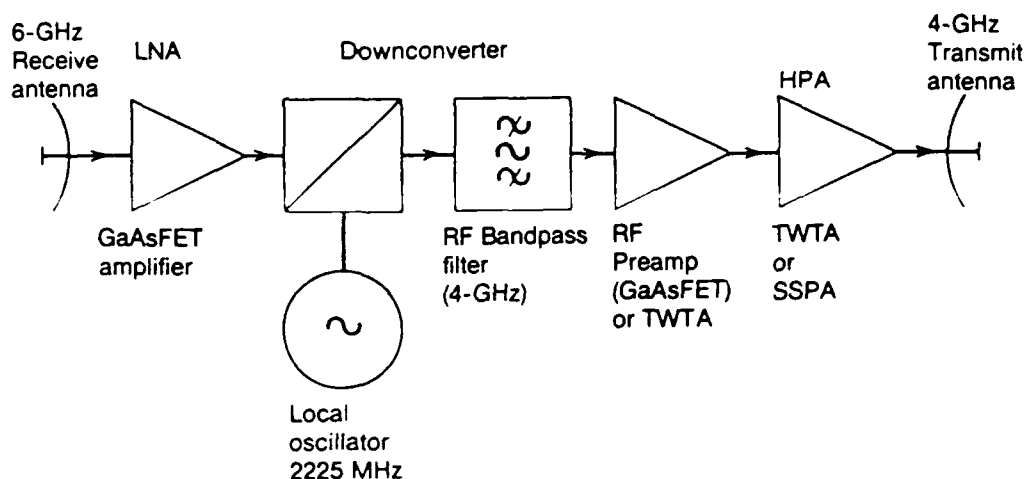 6-GHz
Receive
antenna
LNA
Downconverter
HPA
4-GHz
Transmit
antenna
GaAsFET
amplifier
RF Bandpass
filter
(4-GHz)
RF
Preamp
(GaAsFET)
or TWTA
TWTA
or
SSPA
Local
oscillator
2225 MHz